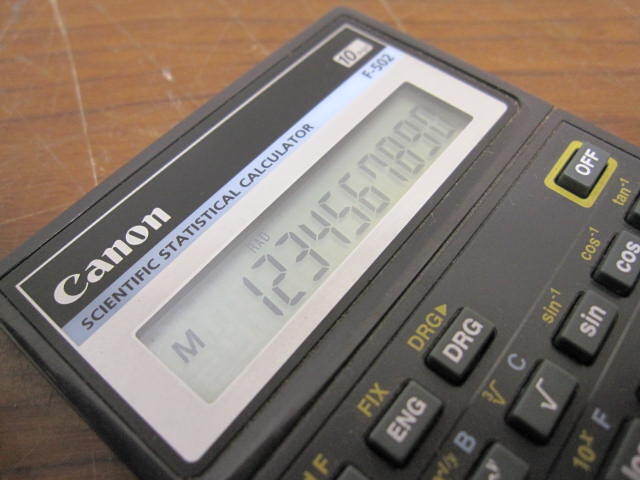 10
F-502
Canon
SCIENTIFIC STATISTICAL CALCULATOR
RAD
M 1234567890
OFF
tan-1
cos-1
cos
sin-1
sin
DRG▶
DRG
C
³√
√
FIX
ENG
B
F
10ˣ